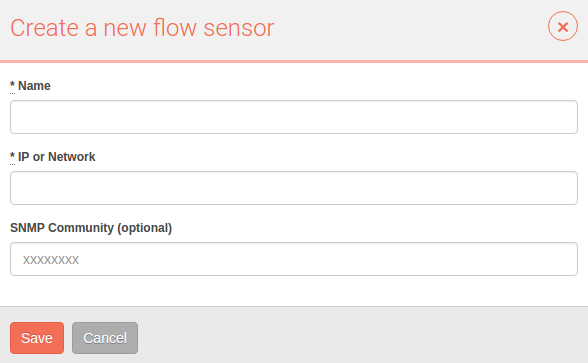 Create a new flow sensor
* Name
* IP or Network
SNMP Community (optional)
xxxxxxxx
Save Cancel